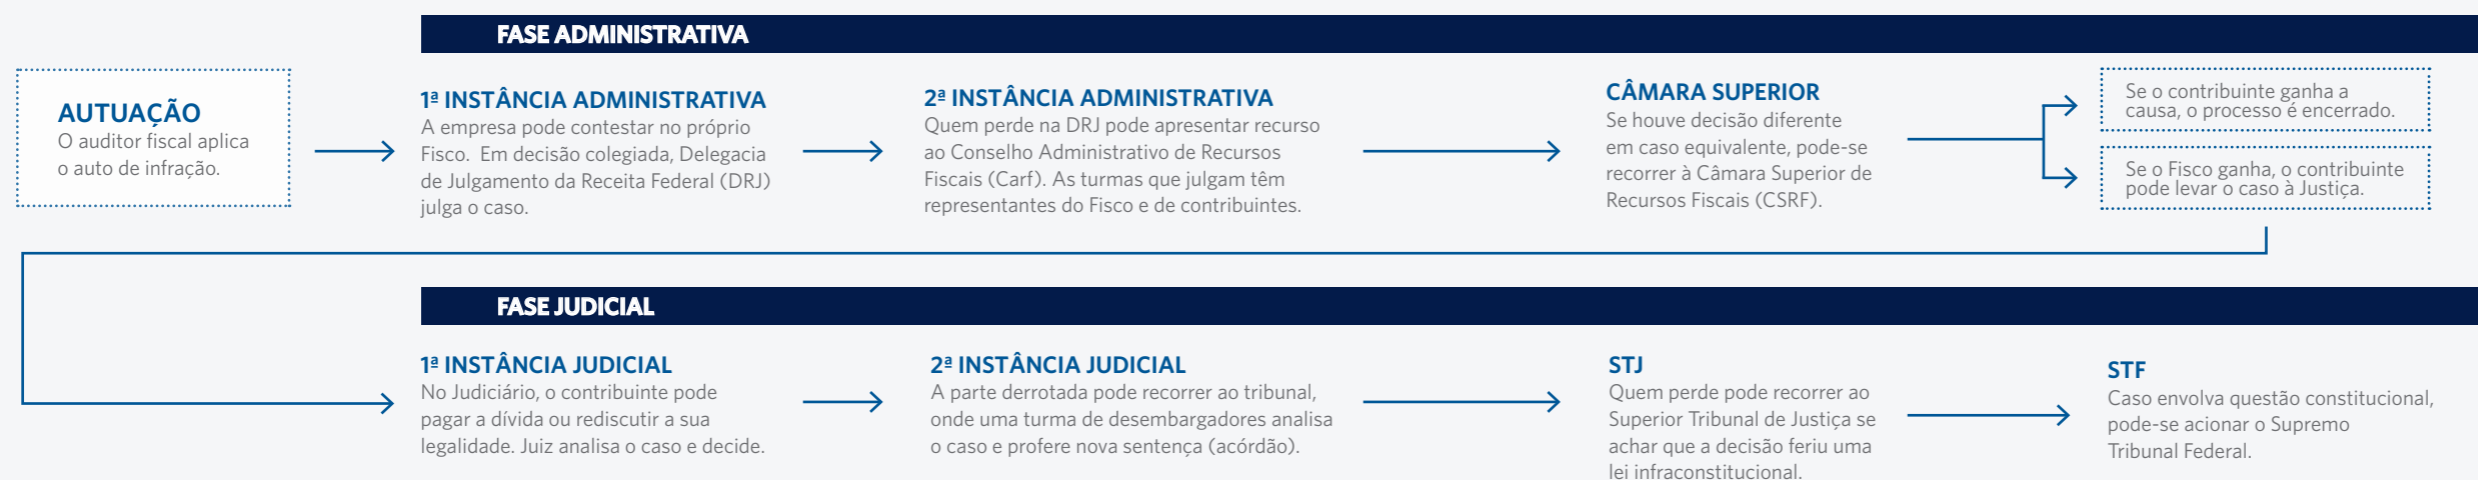 FASE ADMINISTRATIVA
AUTUAÇÃO
O auditor fiscal aplica
o auto de infração.
1ª INSTÂNCIA ADMINISTRATIVA
A empresa pode contestar no próprio
Fisco. Em decisão colegiada, Delegacia
de Julgamento da Receita Federal (DRJ)
julga o caso.
2ª INSTÂNCIA ADMINISTRATIVA
Quem perde na DRJ pode apresentar recurso
ao Conselho Administrativo de Recursos
Fiscais (Carf). As turmas que julgam têm
representantes do Fisco e de contribuintes.
CÂMARA SUPERIOR
Se houve decisão diferente
em caso equivalente, pode-se
recorrer à Câmara Superior de
Recursos Fiscais (CSRF).
Se o contribuinte ganha a
causa, o processo é encerrado.
Se o Fisco ganha, o contribuinte
pode levar o caso à Justiça.
FASE JUDICIAL
1ª INSTÂNCIA JUDICIAL
No Judiciário, o contribuinte pode
pagar a dívida ou rediscutir a sua
legalidade. Juiz analisa o caso e decide.
2ª INSTÂNCIA JUDICIAL
A parte derrotada pode recorrer ao tribunal,
onde uma turma de desembargadores analisa
o caso e profere nova sentença (acórdão).
STJ
Quem perde pode recorrer ao
Superior Tribunal de Justiça se
achar que a decisão feriu uma
lei infraconstitucional.
STF
Caso envolva questão constitucional,
pode-se acionar o Supremo
Tribunal Federal.